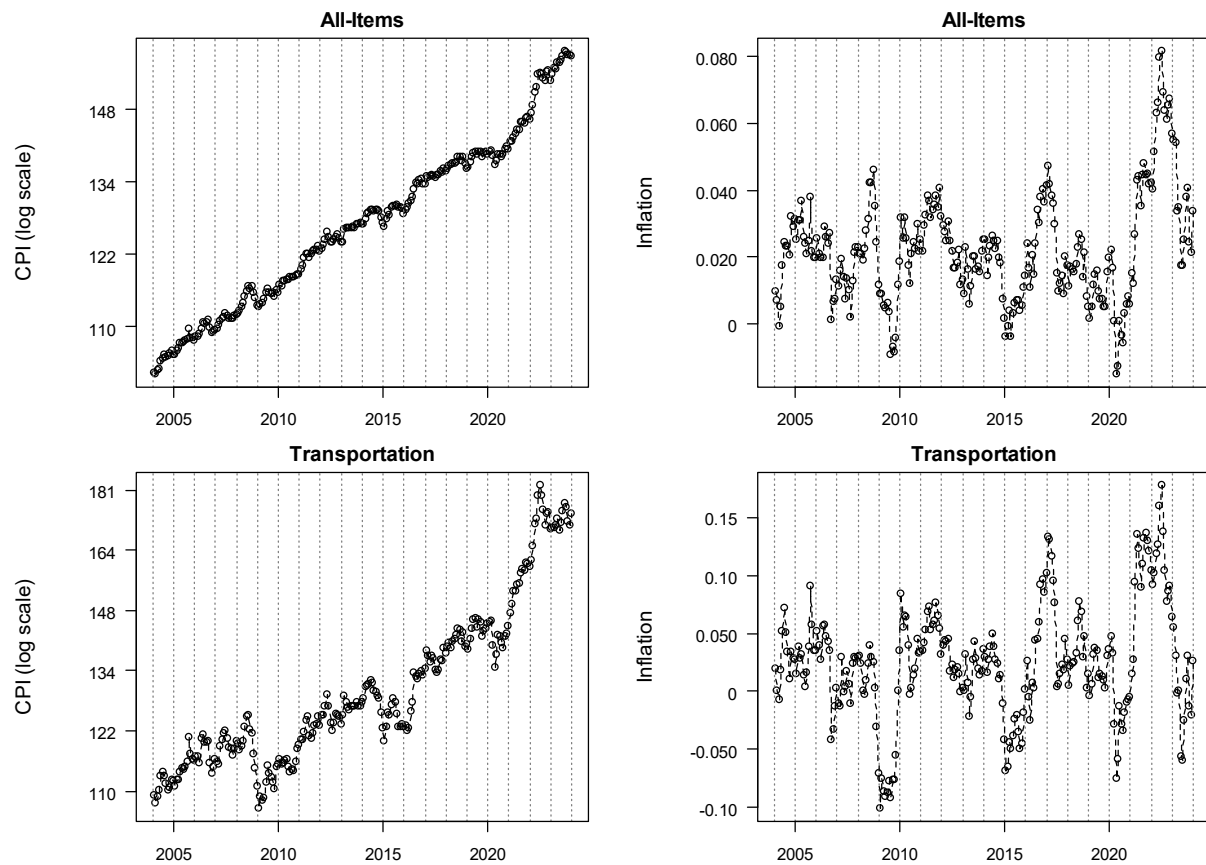 All-Items
CPI (log scale)
148
134
122
110
2005 2010 2015 2020
All-Items
Inflation
0.080
0.060
0.040
0.020
0
2005 2010 2015 2020
Transportation
CPI (log scale)
181
164
148
134
122
110
2005 2010 2015 2020
Transportation
Inflation
0.15
0.10
0.050
0
-0.050
-0.10
2005 2010 2015 2020